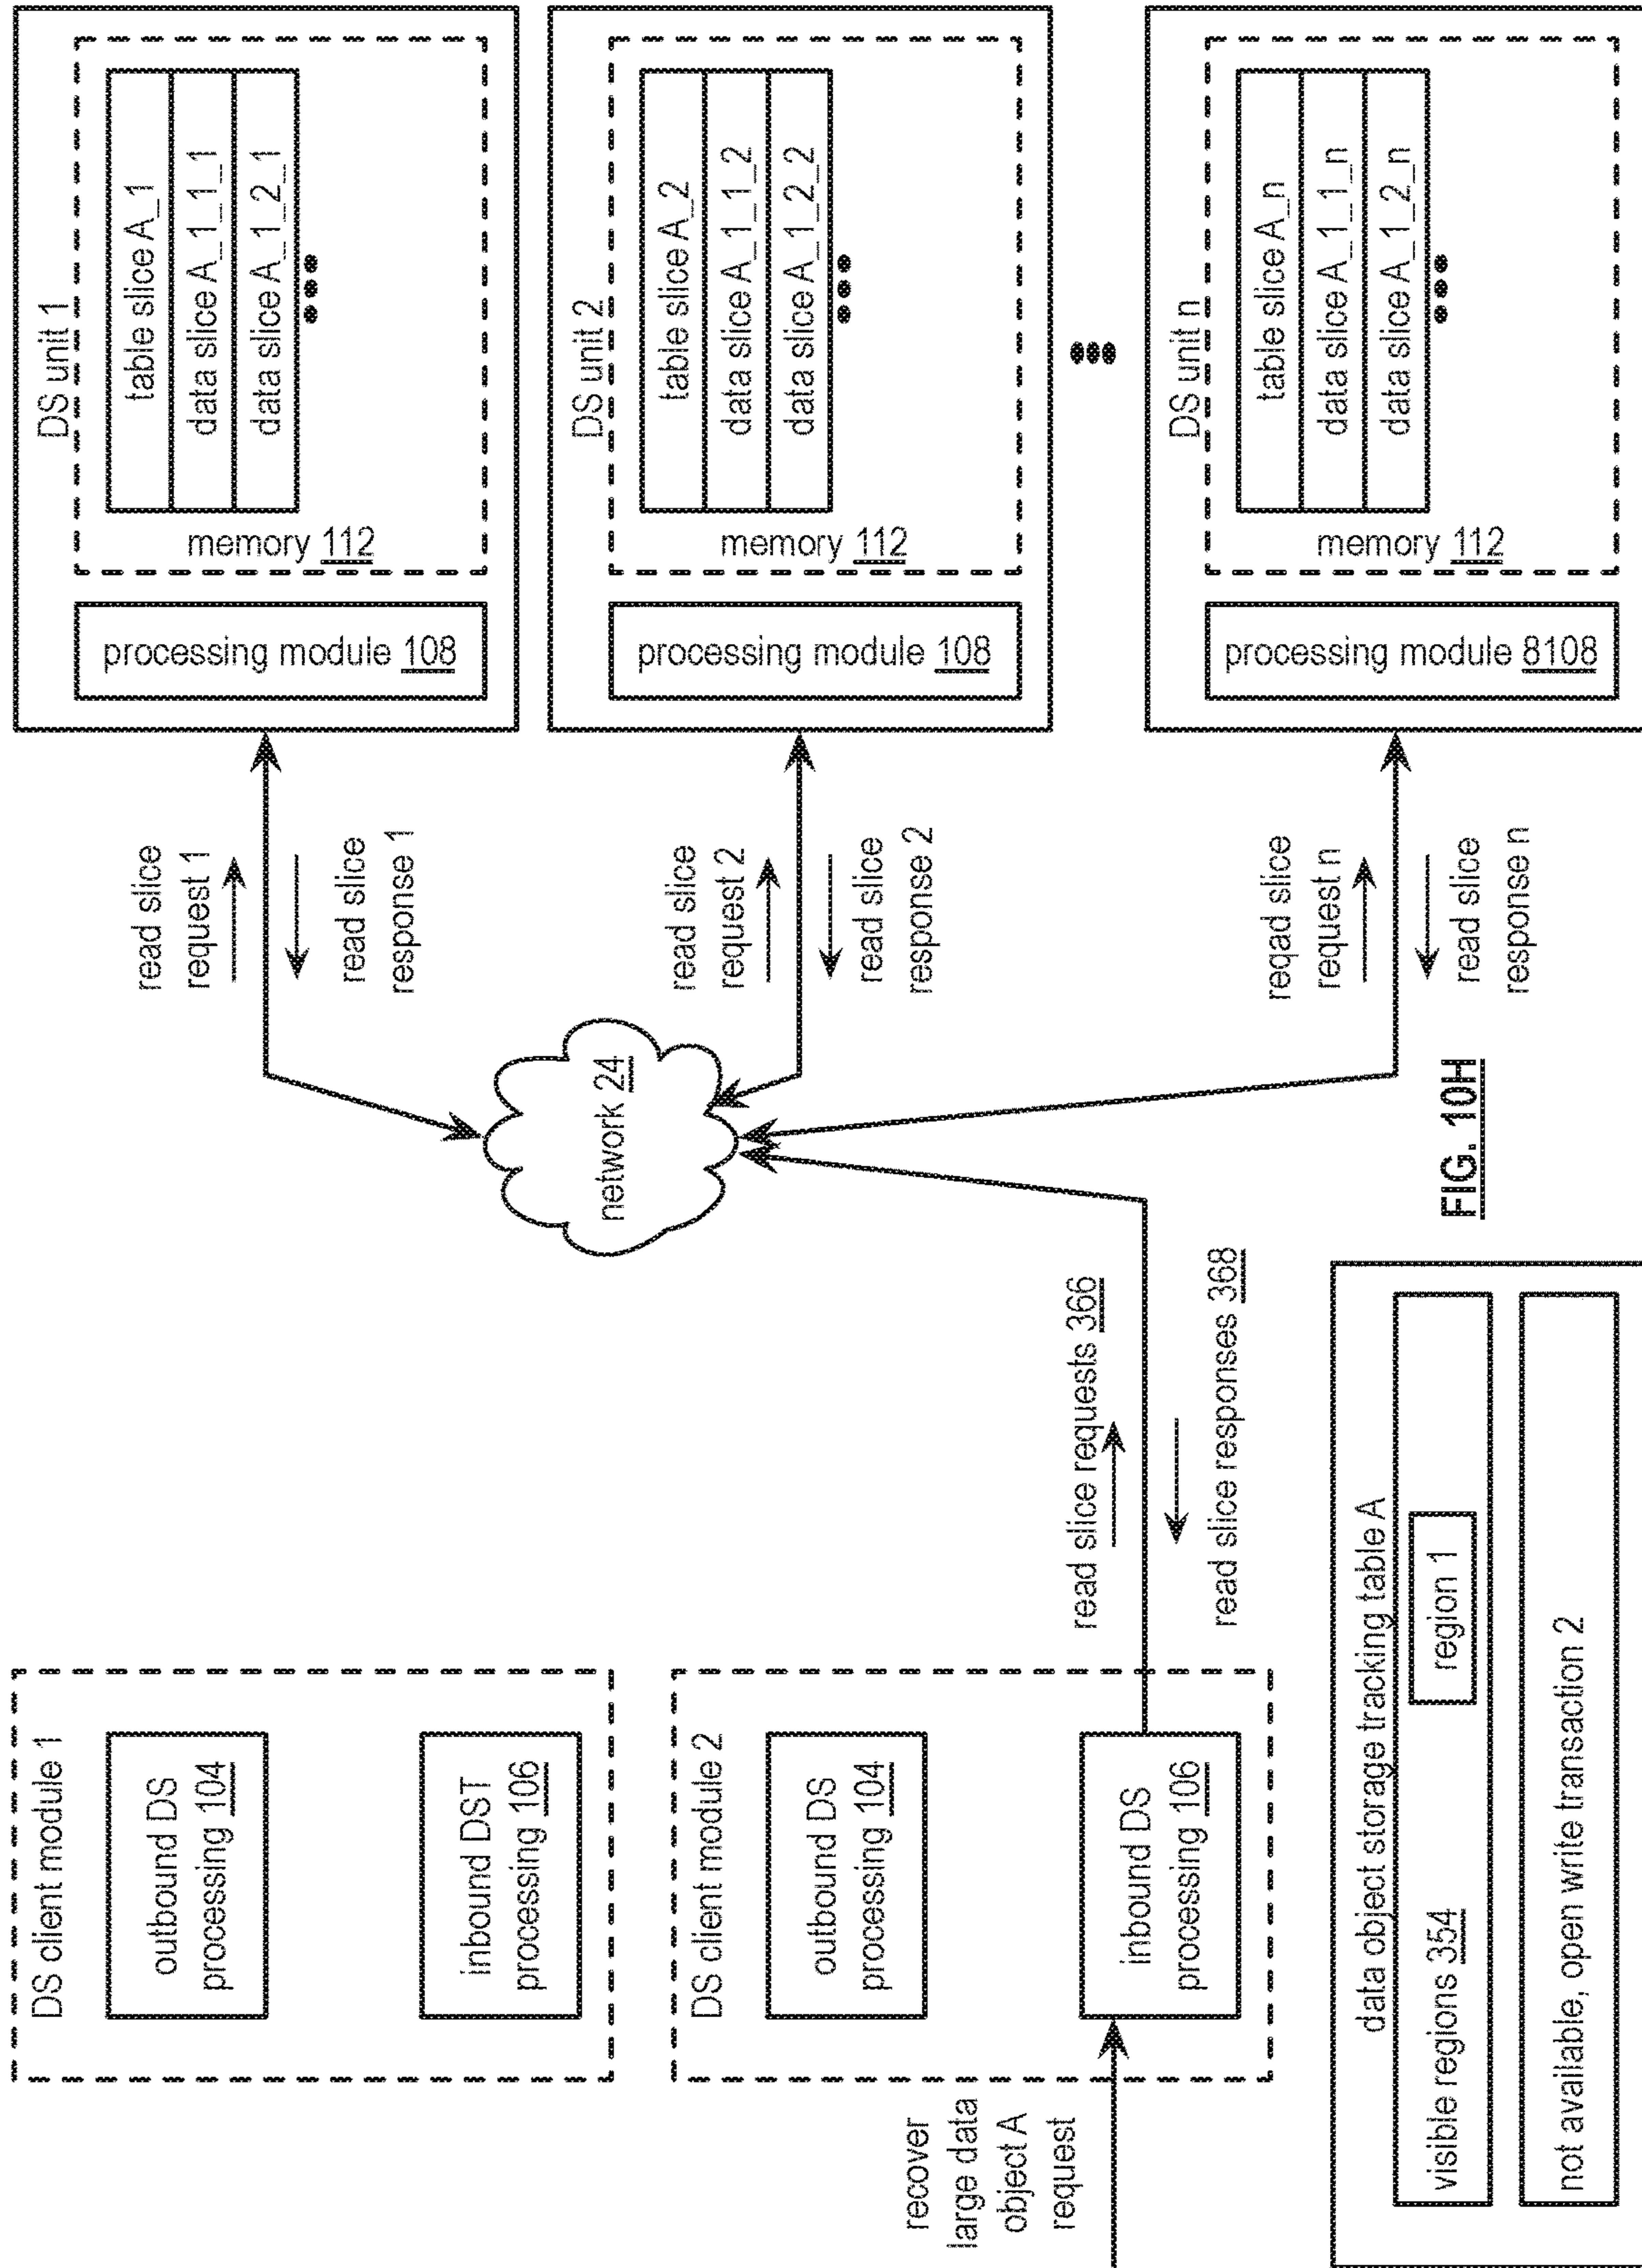 DS client module 1
outbound DS
processing 104
inbound DST
processing 106
DS client module 2
outbound DS
processing 104
inbound DS
processing 106
recover
large data
object A
request
read slice requests 366
read slice responses 368
data object storage tracking table A
visible regions 354
region 1
not available, open write transaction 2
network 24
read slice
request 1
read slice
response 1
read slice
request 2
read slice
response 2
reqad slice
request n
read slice
response n
DS unit 1
processing module 108
memory 112
table slice A_1
data slice A_1_1_1
data slice A_1_2_1
DS unit 2
processing module 108
memory 112
table slice A_2
data slice A_1_1_2
data slice A_1_2_2
DS unit n
processing module 8108
memory 112
table slice A_n
data slice A_1_1_n
data slice A_1_2_n
FIG. 10H